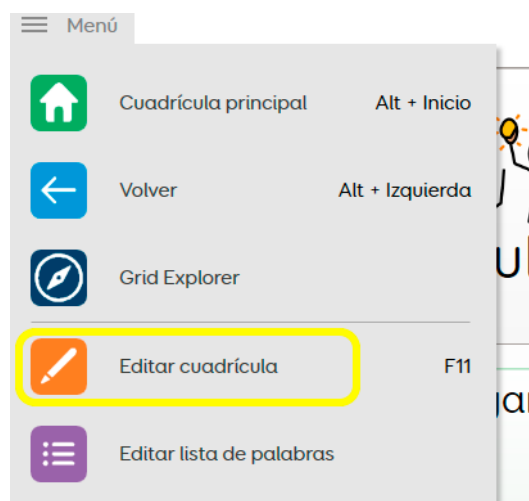 Menú
Cuadrícula principal Alt + Inicio
Volver Alt + Izquierda
Grid Explorer
Editar cuadrícula F11
Editar lista de palabras